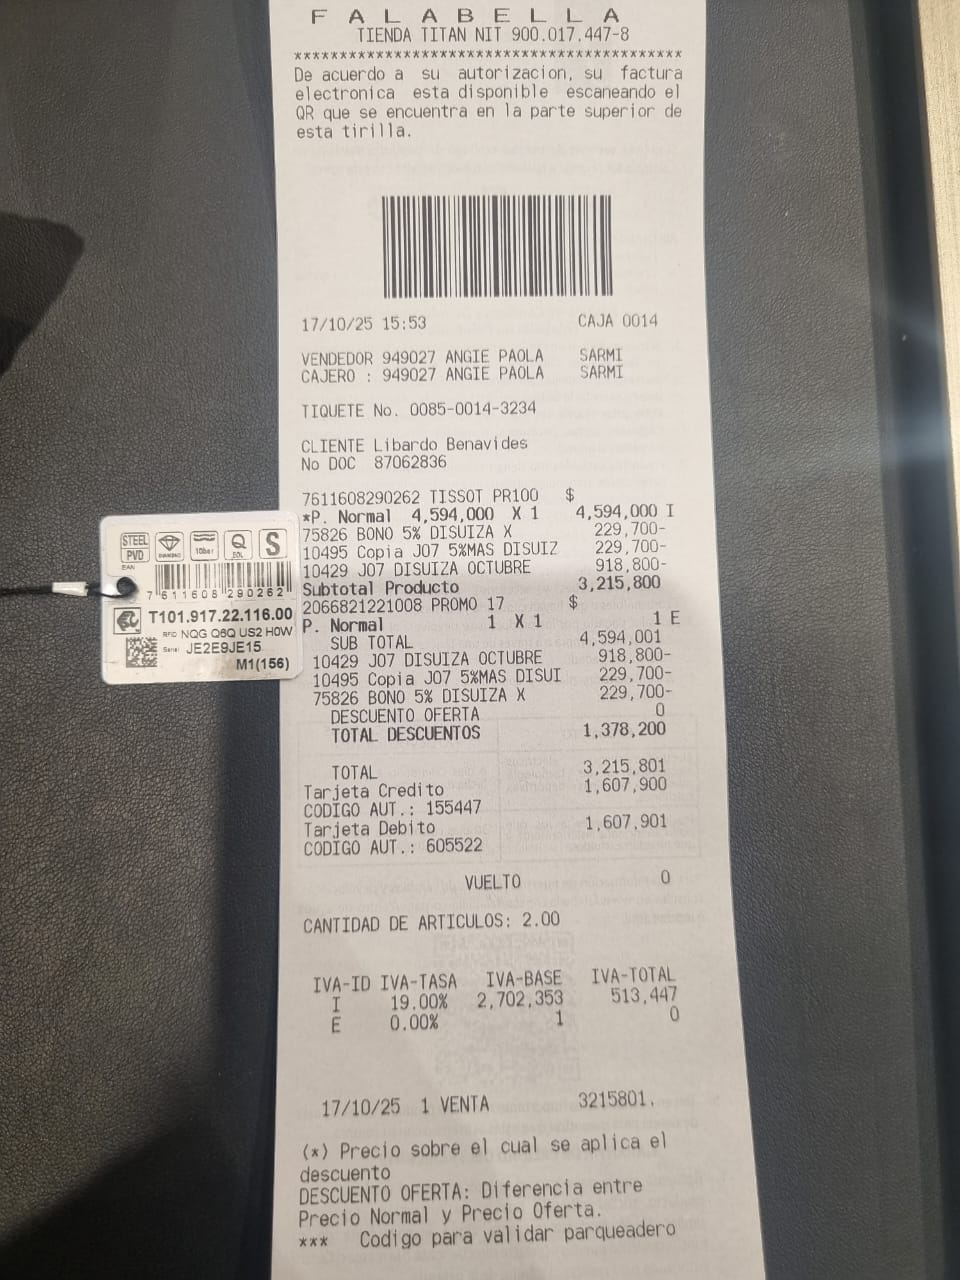 F A L A B E L L A
TIENDA TITAN NIT 900.017.447-8
******************************************
De acuerdo a su autorizacion, su factura
electronica esta disponible escaneando el
QR que se encuentra en la parte superior de
esta tirilla.
17/10/25 15:53 CAJA 0014
VENDEDOR 949027 ANGIE PAOLA SARMI
CAJERO : 949027 ANGIE PAOLA SARMI
TIQUETE No. 0085-0014-3234
CLIENTE Libardo Benavides
No DOC 87062836
7611608290262 TISSOT PR100 $
*P. Normal 4,594,000 X 1 4,594,000 I
75826 BONO 5% DISUIZA X 229,700-
10495 Copia J07 5%MAS DISUIZ 229,700-
10429 J07 DISUIZA OCTUBRE 918,800-
Subtotal Producto 3,215,800
2066821221008 PROMO 17 $
P. Normal 1 X 1 1 E
SUB TOTAL 4,594,001
10429 J07 DISUIZA OCTUBRE 918,800-
10495 Copia J07 5%MAS DISUI 229,700-
75826 BONO 5% DISUIZA X 229,700-
DESCUENTO OFERTA 0
TOTAL DESCUENTOS 1,378,200
TOTAL 3,215,801
Tarjeta Credito 1,607,900
CODIGO AUT.: 155447
Tarjeta Debito 1,607,901
CODIGO AUT.: 605522
VUELTO 0
CANTIDAD DE ARTICULOS: 2.00
IVA-ID IVA-TASA IVA-BASE IVA-TOTAL
I 19.00% 2,702,353 513,447
E 0.00% 1 0
17/10/25 1 VENTA 3215801.
(*) Precio sobre el cual se aplica el
descuento
DESCUENTO OFERTA: Diferencia entre
Precio Normal y Precio Oferta.
*** Codigo para validar parqueadero
STEEL
PVD
DIAMOND
10bar
Q
EOL
S
EAN
7 611608 290262
T101.917.22.116.00
RFID NQG Q6Q US2 H0W
Serial JE2E9JE15
M1(156)